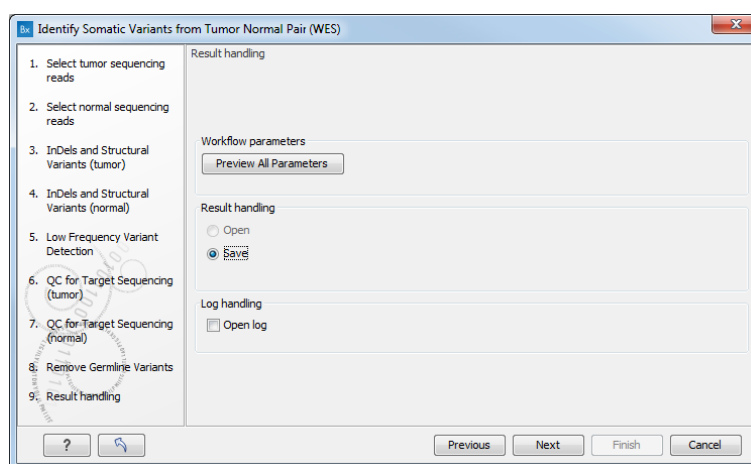 Bx Identify Somatic Variants from Tumor Normal Pair (WES)
1. Select tumor sequencing
reads
2. Select normal sequencing
reads
3. InDels and Structural
Variants (tumor)
4. InDels and Structural
Variants (normal)
5. Low Frequency Variant
Detection
6. QC for Target Sequencing
(tumor)
7. QC for Target Sequencing
(normal)
8. Remove Germline Variants
9. Result handling
Result handling
Workflow parameters
Preview All Parameters
Result handling
Open
Save
Log handling
Open log
? Previous Next Finish Cancel